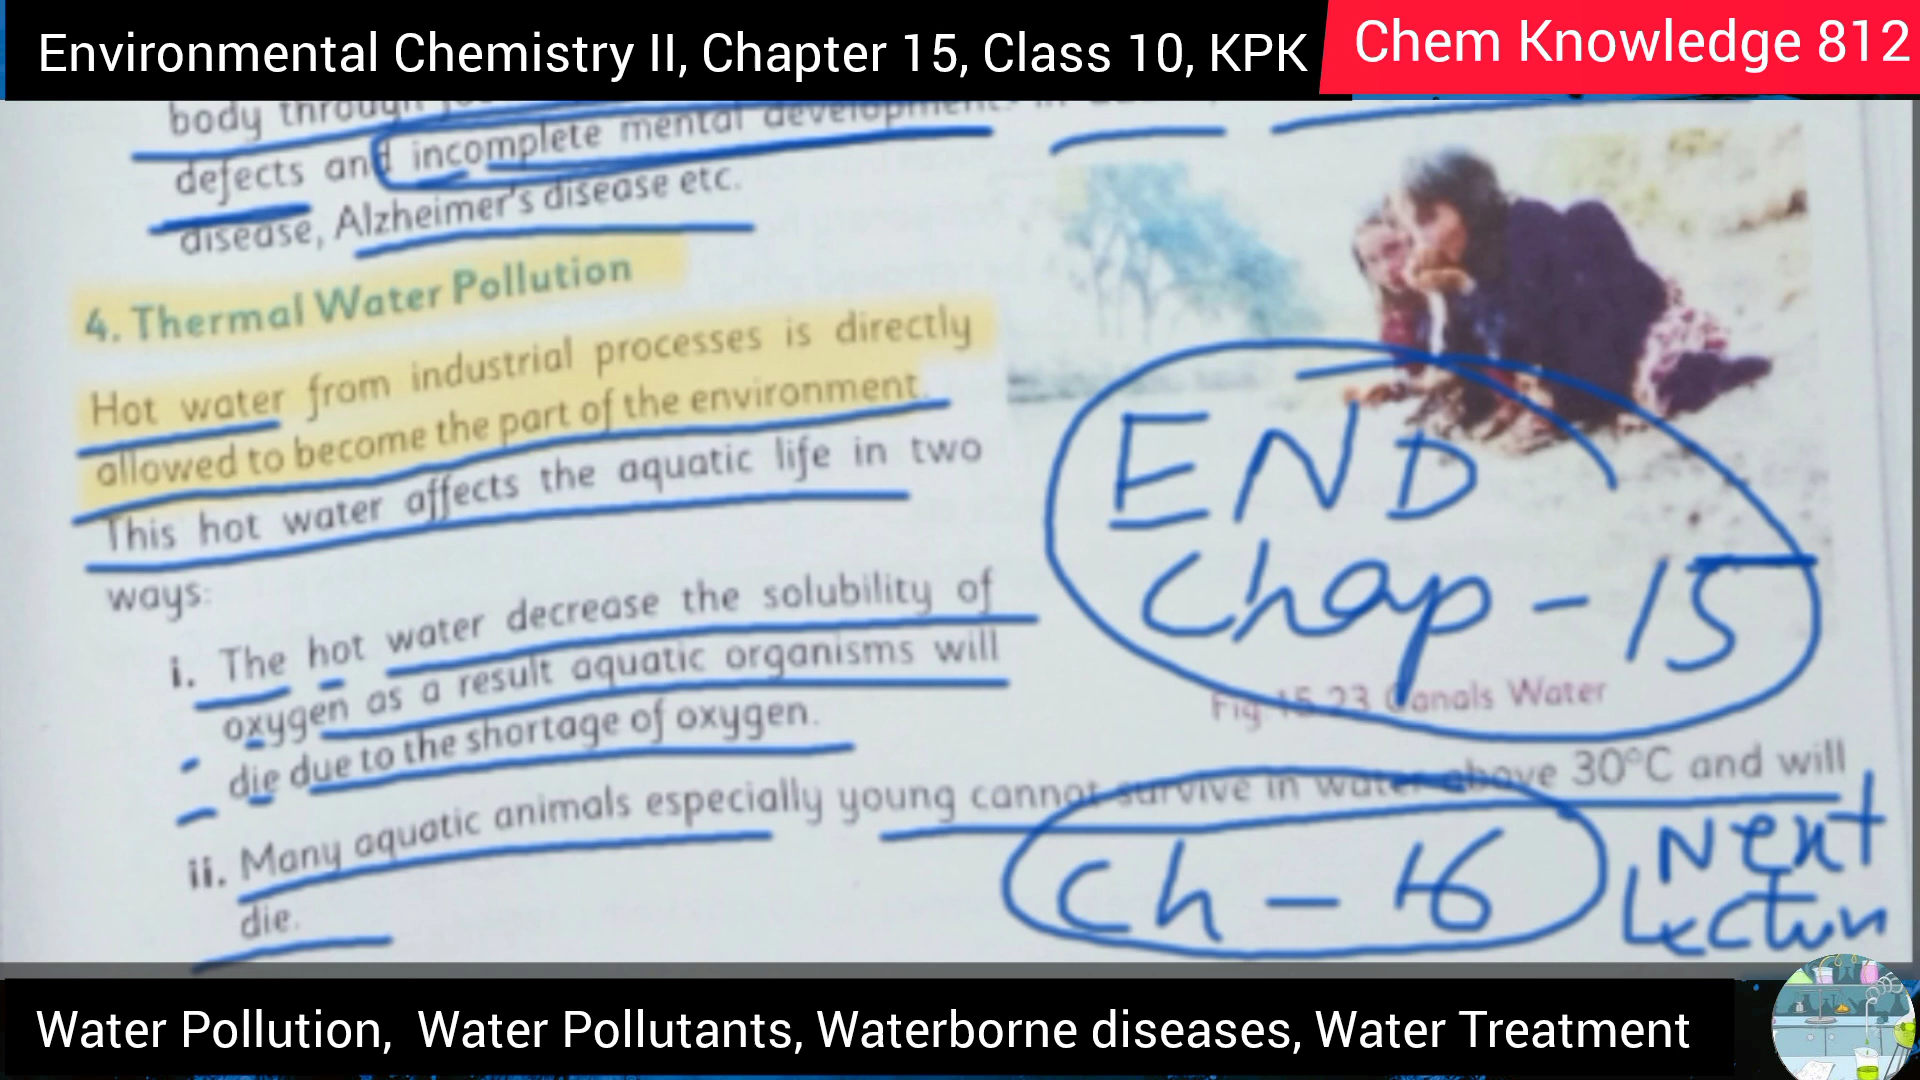 Environmental Chemistry II, Chapter 15, Class 10, KPK
Chem Knowledge 812
body through
defects and incomplete mental development
disease, Alzheimer's disease etc.
4. Thermal Water Pollution
Hot water from industrial processes is directly
allowed to become the part of the environment.
This hot water affects the aquatic life in two
ways:
i. The hot water decrease the solubility of
oxygen as a result aquatic organisms will
die due to the shortage of oxygen.
ii. Many aquatic animals especially young cannot survive in water above 30°C and will
die.
END
Chap - 15
Fig 15.23 Canals Water
Ch - 16
Next
Lectur
Water Pollution, Water Pollutants, Waterborne diseases, Water Treatment